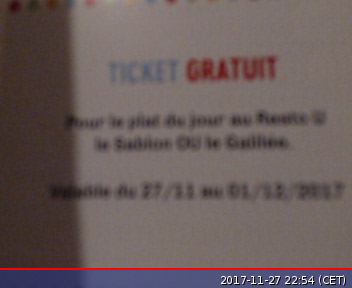 TICKET GRATUIT
Pour le plat du jour au Resto U
le Sablon OU le Galilée.
Valable du 27/11 au 01/12/2017
2017-11-27 22:54 (CET)